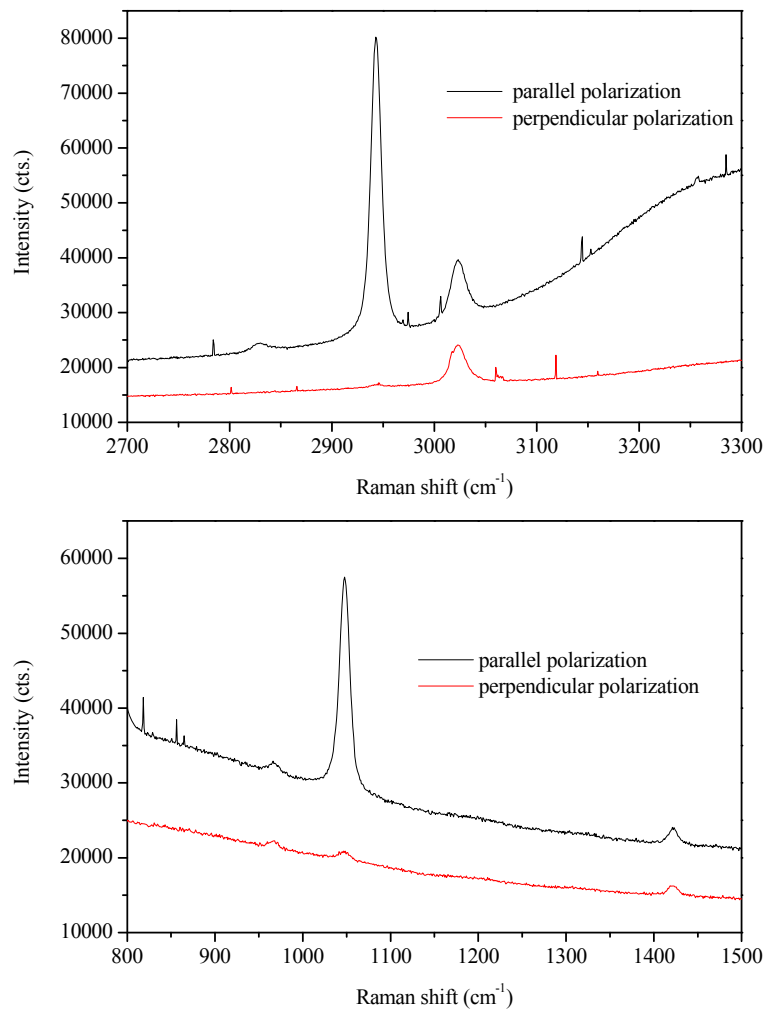 80000
70000
60000
50000
40000
30000
20000
10000
Intensity (cts.)
parallel polarization
perpendicular polarization
2700 2800 2900 3000 3100 3200 3300
Raman shift (cm⁻¹)
60000
50000
40000
30000
20000
10000
Intensity (cts.)
parallel polarization
perpendicular polarization
800 900 1000 1100 1200 1300 1400 1500
Raman shift (cm⁻¹)